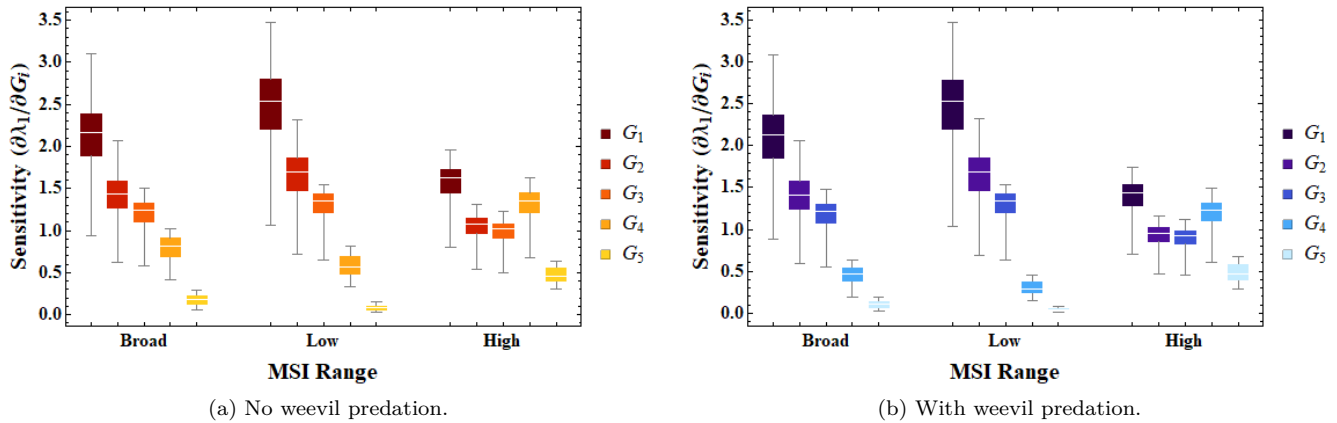 3.5
3.0
2.5
2.0
1.5
1.0
0.5
0.0
Sensitivity (∂λ₁/∂Gᵢ)
Broad
Low
High
MSI Range
G₁
G₂
G₃
G₄
G₅
(a) No weevil predation.
3.5
3.0
2.5
2.0
1.5
1.0
0.5
0.0
Sensitivity (∂λ₁/∂Gᵢ)
Broad
Low
High
MSI Range
G₁
G₂
G₃
G₄
G₅
(b) With weevil predation.